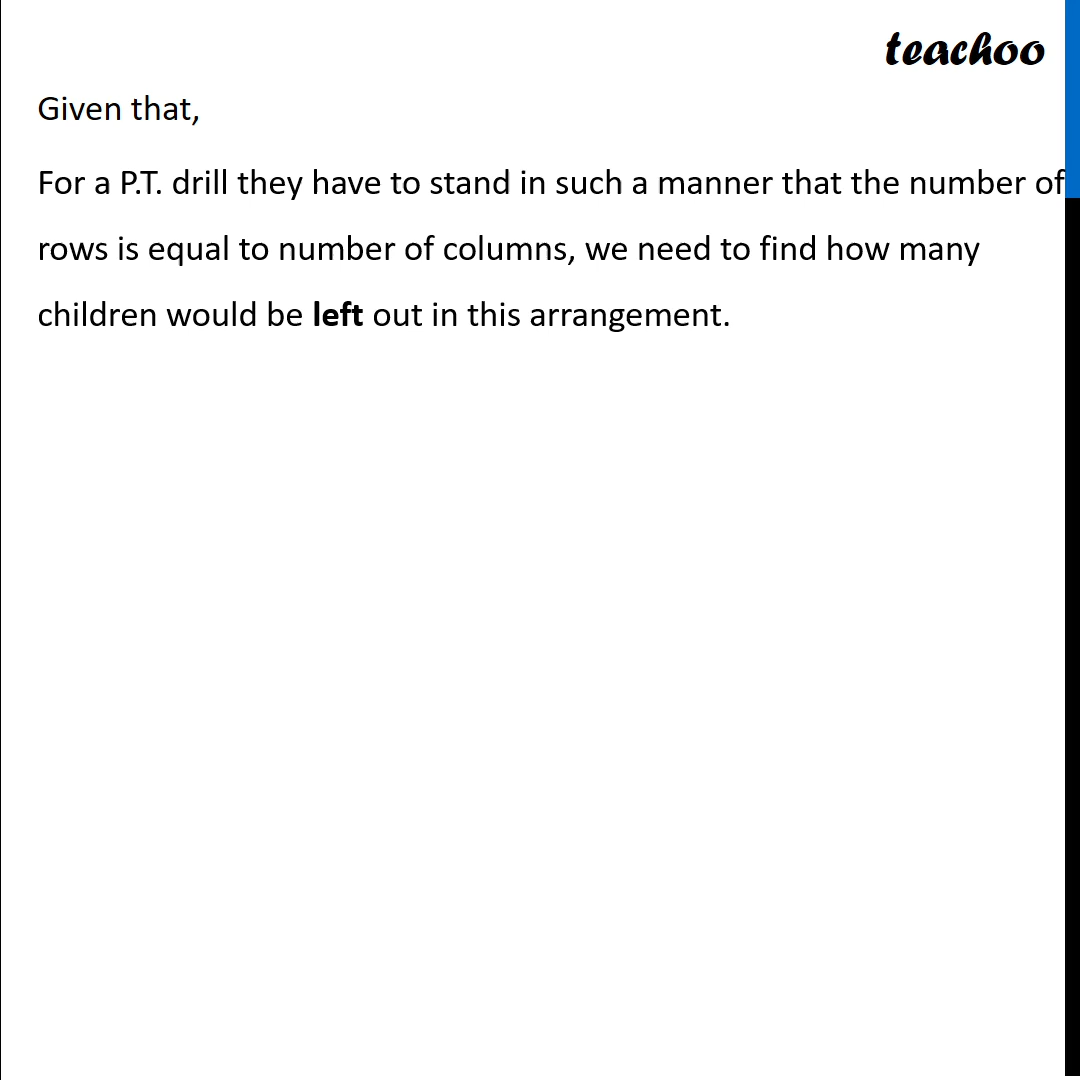 teachoo
Given that,
For a P.T. drill they have to stand in such a manner that the number of
rows is equal to number of columns, we need to find how many
children would be left out in this arrangement.